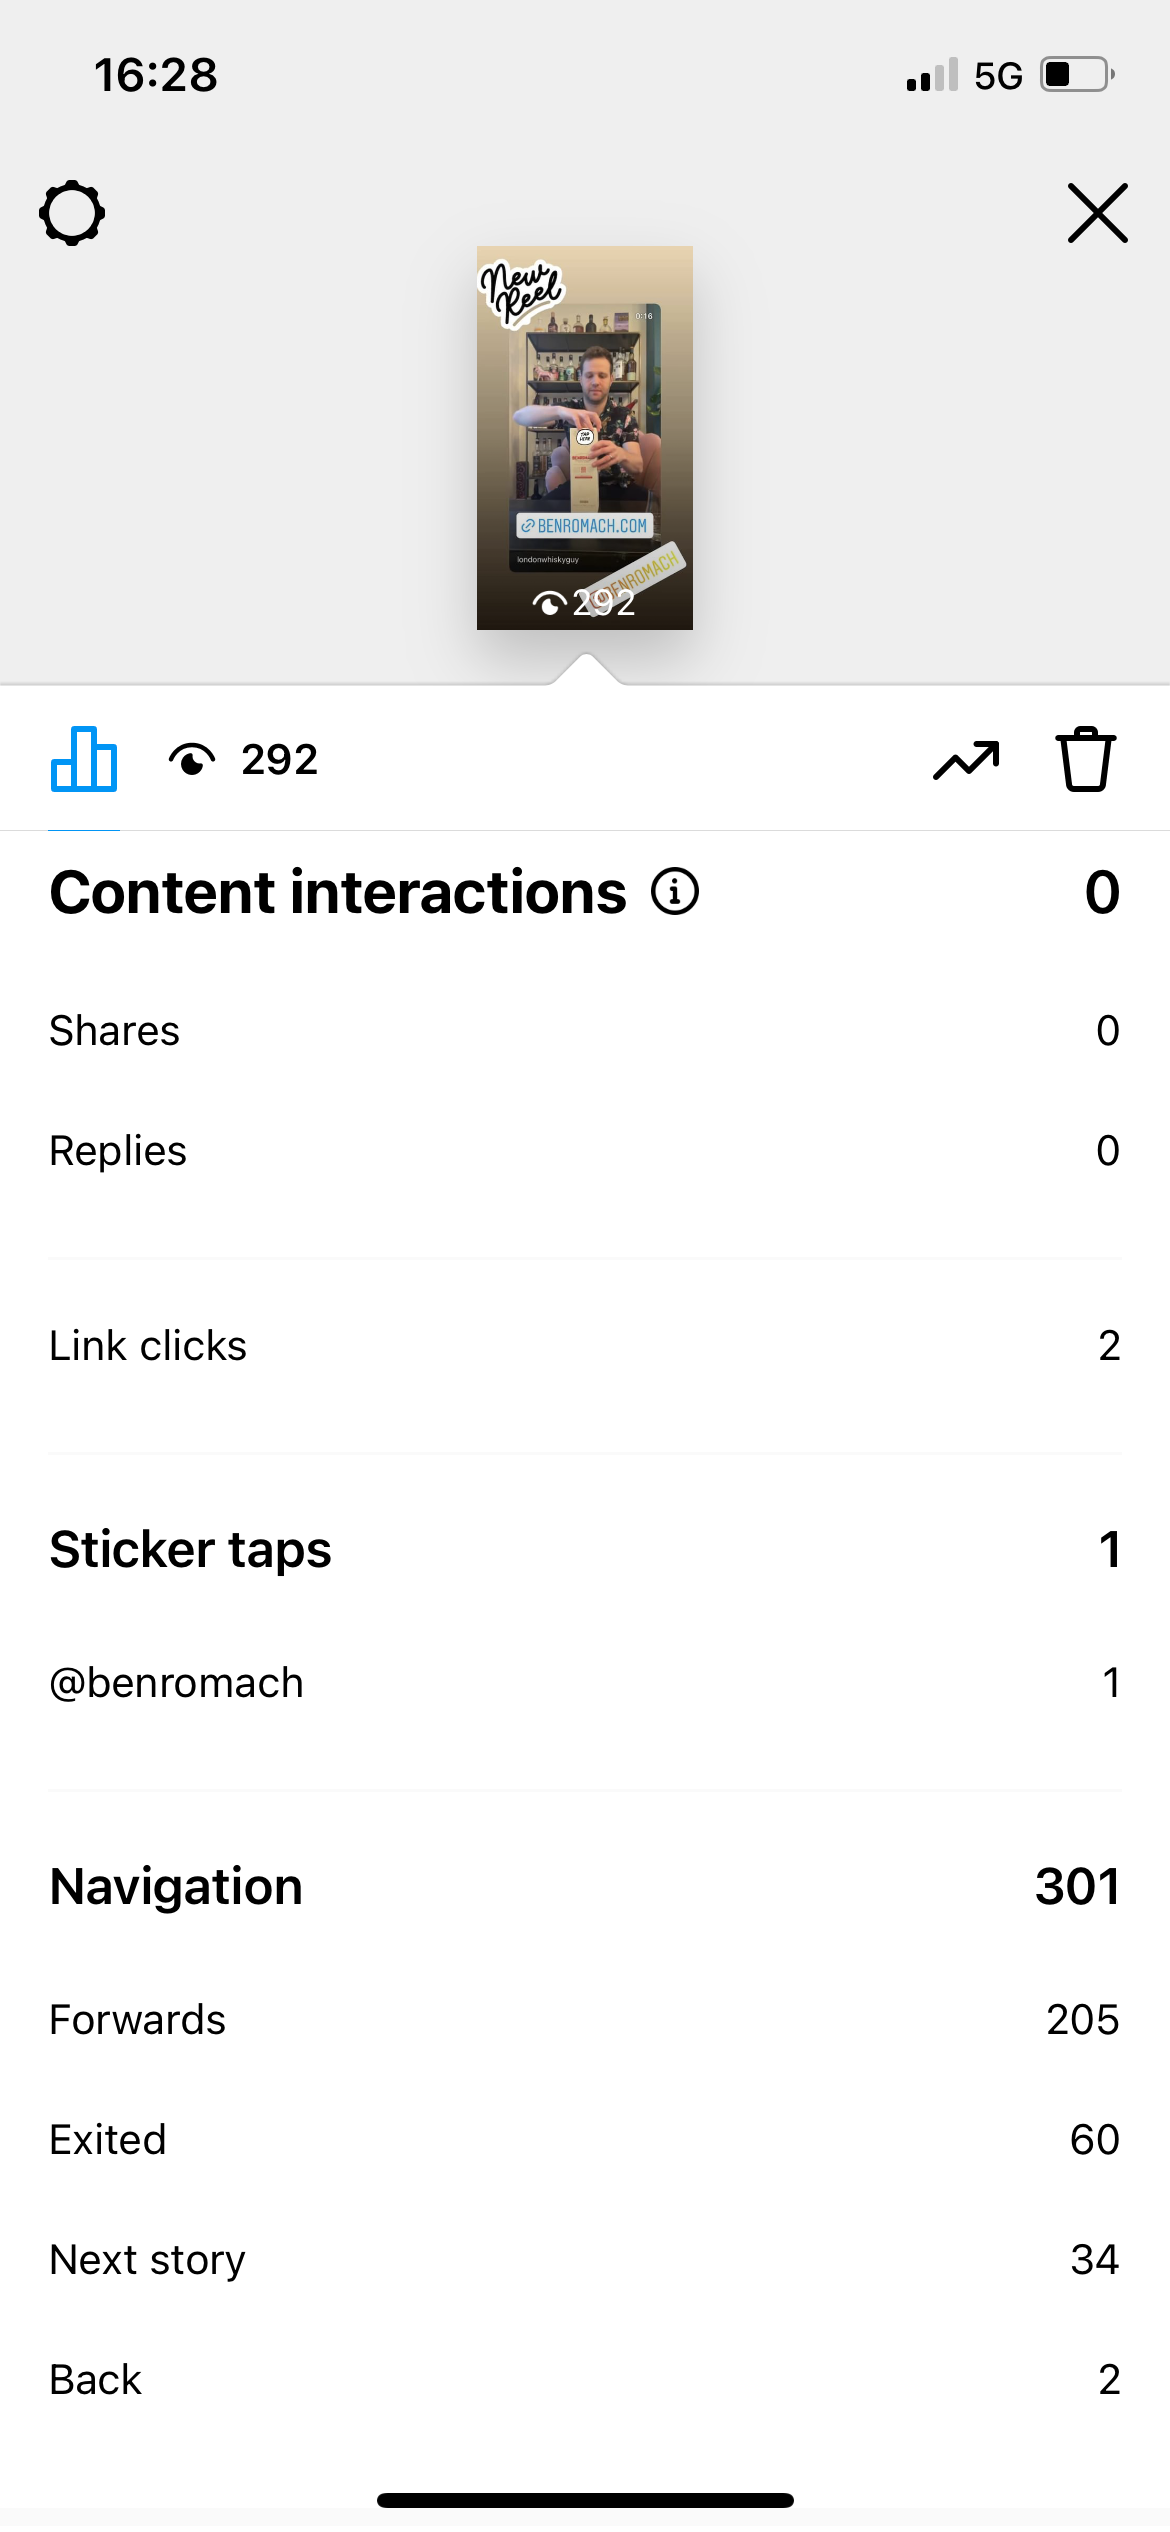 16:28
5G
New
Reel
0:16
TAP
HERE
BENROMACH.COM
londonwhiskyguy
@BENROMACH
292
292
Content interactions 0
Shares 0
Replies 0
Link clicks 2
Sticker taps 1
@benromach 1
Navigation 301
Forwards 205
Exited 60
Next story 34
Back 2